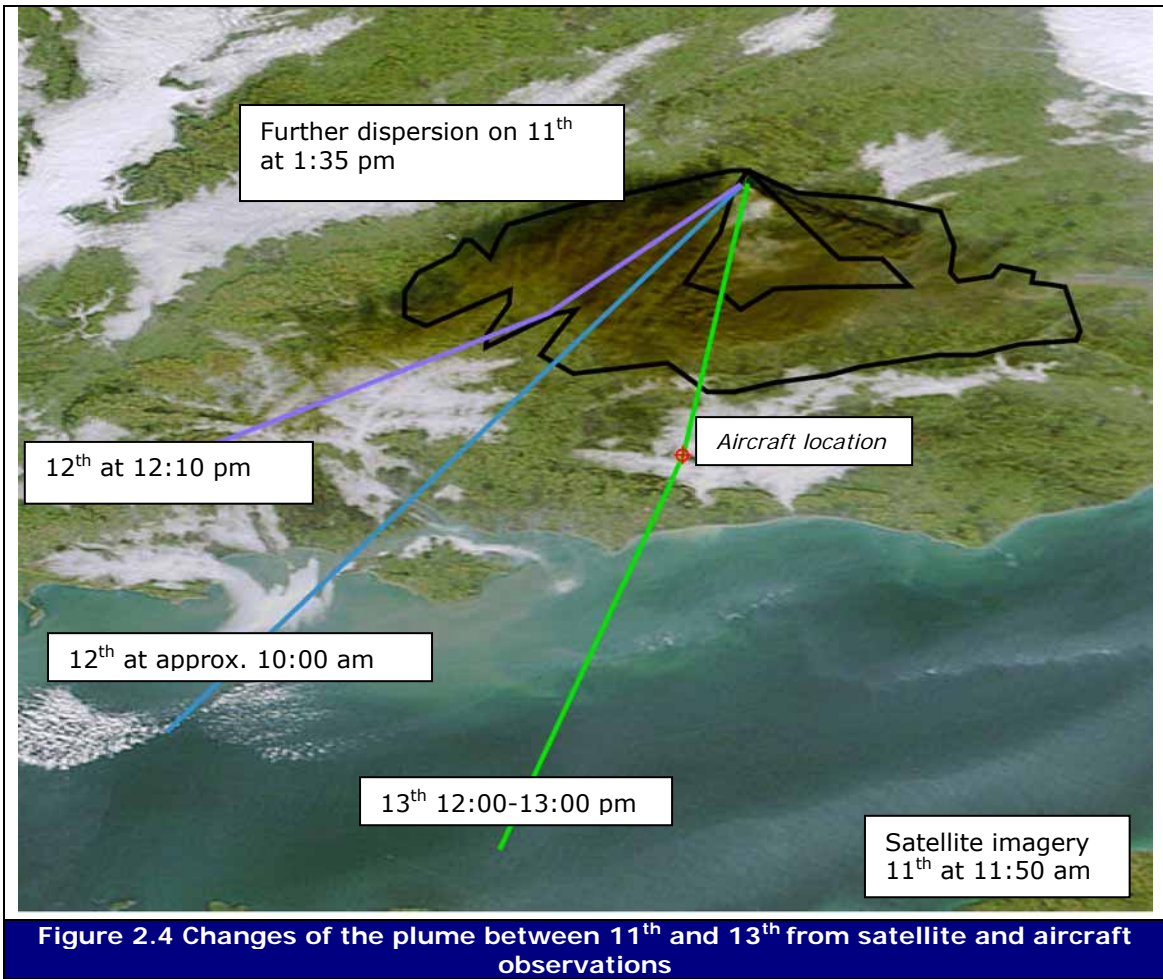 Further dispersion on 11th
at 1:35 pm
Aircraft location
12th at 12:10 pm
12th at approx. 10:00 am
13th 12:00-13:00 pm
Satellite imagery
11th at 11:50 am
Figure 2.4 Changes of the plume between 11th and 13th from satellite and aircraft
observations